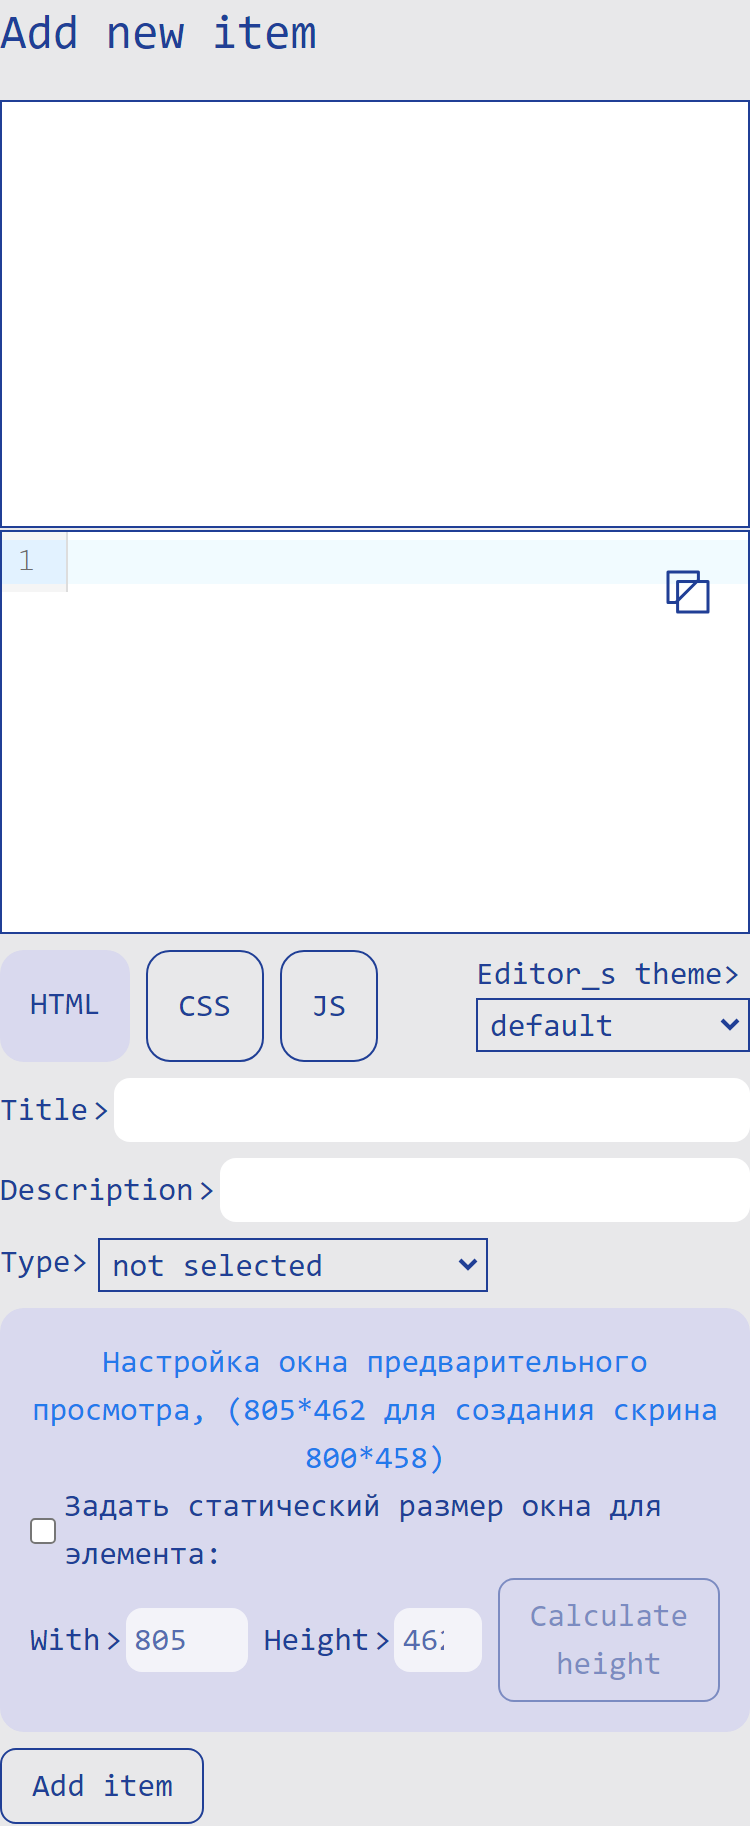 Add new item
1
HTML
CSS
JS
Editor_s theme>
default
Title>
Description>
Type>
not selected
Настройка окна предварительного
просмотра, (805*462 для создания скрина
800*458)
Задать статический размер окна для
элемента:
With>
805
Height>
462
Calculate
height
Add item